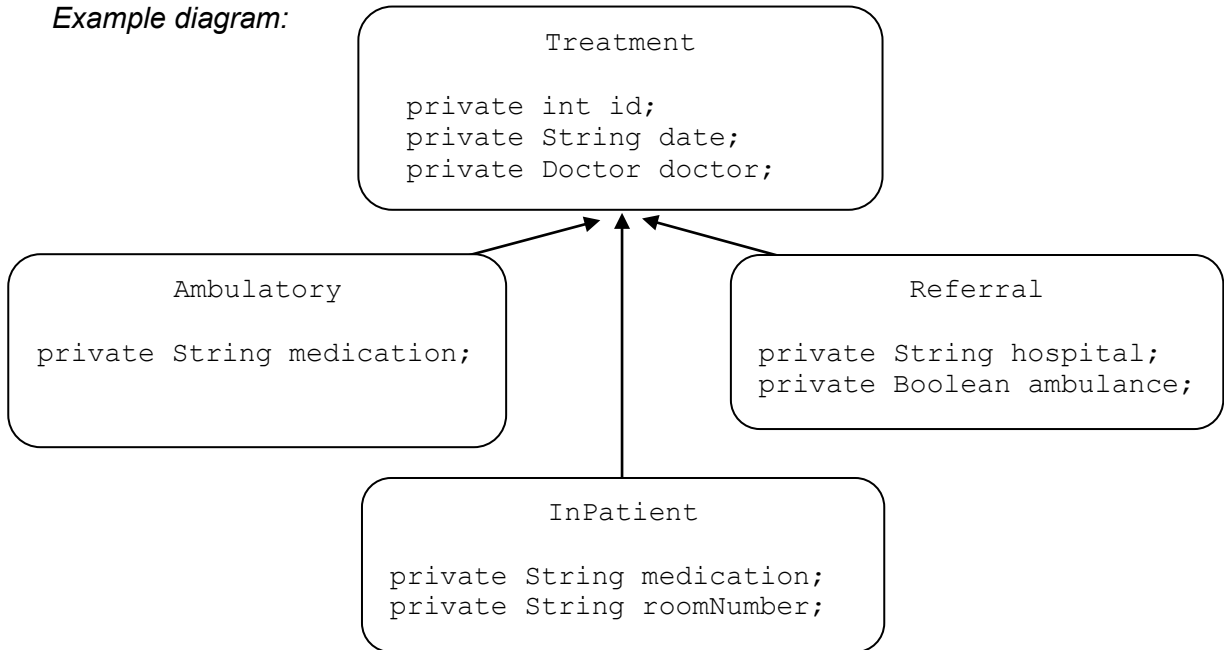 Example diagram:
Treatment
private int id;
private String date;
private Doctor doctor;
Ambulatory
private String medication;
Referral
private String hospital;
private Boolean ambulance;
InPatient
private String medication;
private String roomNumber;